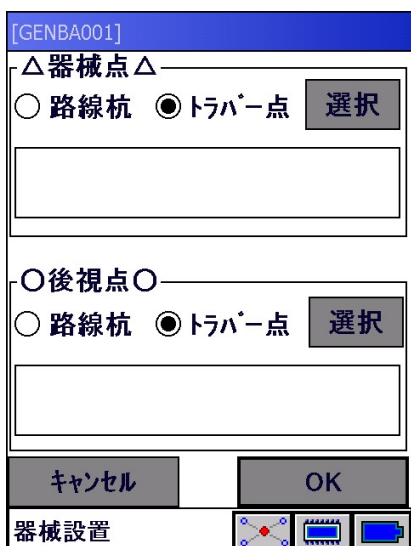 [GENBA001]
△器械点△
路線杭 ﾄﾗﾊﾞｰ点 選択
○後視点○
路線杭 ﾄﾗﾊﾞｰ点 選択
ｷｬﾝｾﾙ OK
器械設置